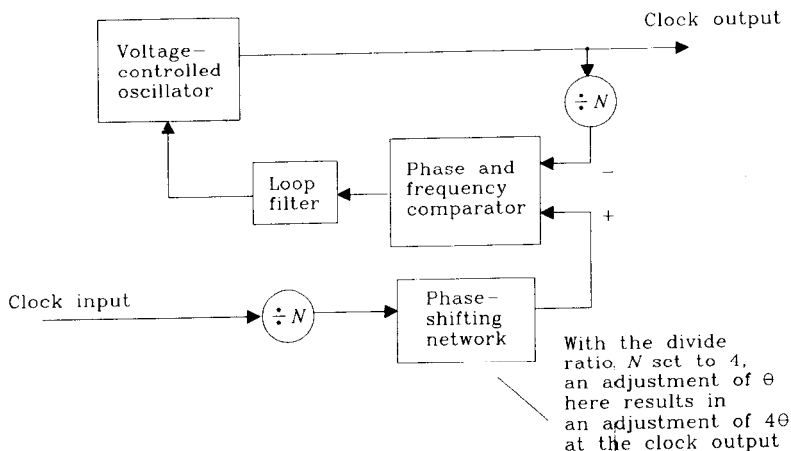 Clock output
Voltage-
controlled
oscillator
÷ N
Phase and
frequency
comparator
−
+
Loop
filter
Clock input
÷ N
Phase-
shifting
network
With the divide
ratio, N set to 4,
an adjustment of θ
here results in
an adjustment of 4θ
at the clock output